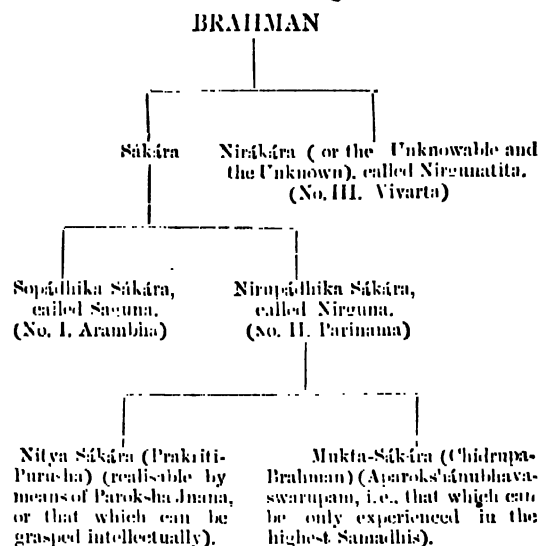 BRAHMAN
Sákára
Nirákára (or the Unknowable and
the Unknown), called Nirgunatita.
(No. III. Vivarta)
Sopádhika Sákára,
called Saguna.
(No. I. Arambha)
Nirupádhika Sákára,
called Nirguna.
(No. II. Parinama)
Nitya Sákára (Prakriti-
Purusha) (realisable by
means of Paroksha Jnana,
or that which can be
grasped intellectually).
Mukta-Sákára (Chidrupa-
Brahman) (Aparoks'hánubhava-
swarupam, i.e., that which can
be only experienced in the
highest Samadhis).